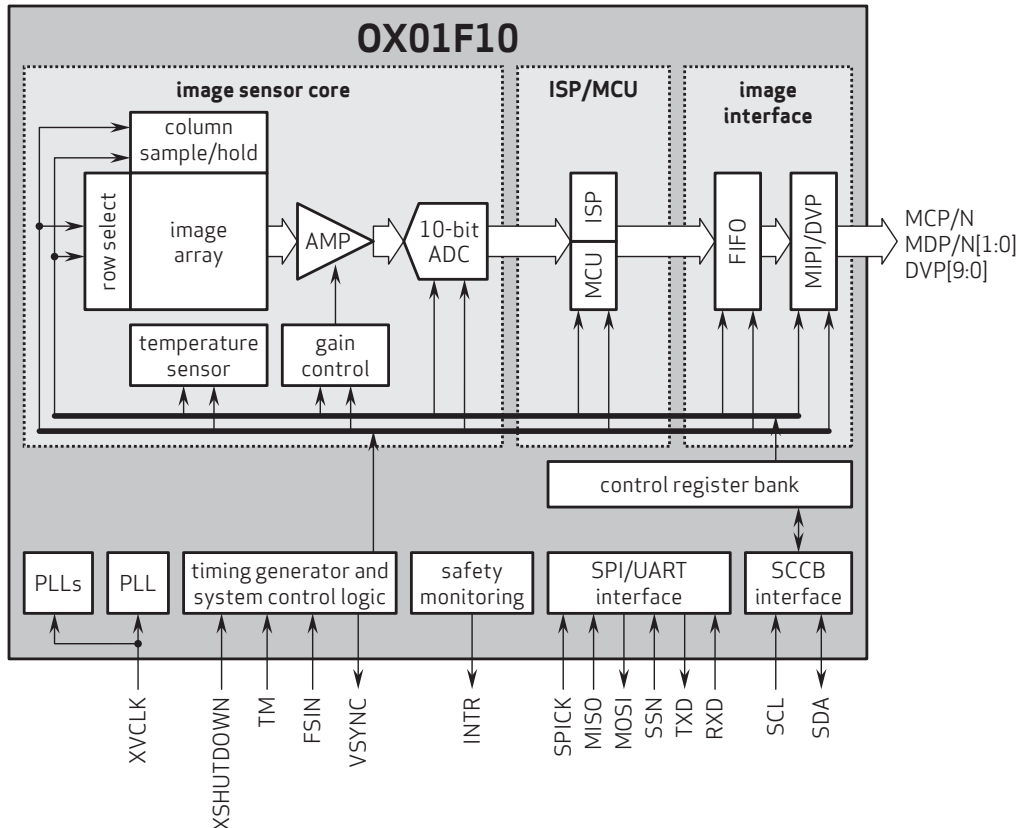 OX01F10
image sensor core
ISP/MCU
image
interface
column
sample/hold
row select
image
array
AMP
10-bit
ADC
ISP
MCU
FIFO
MIPI/DVP
MCP/N
MDP/N[1:0]
DVP[9:0]
temperature
sensor
gain
control
control register bank
PLLs
PLL
timing generator and
system control logic
safety
monitoring
SPI/UART
interface
SCCB
interface
XVCLK
XSHUTDOWN
TM
FSIN
VSYNC
INTR
SPICK
MISO
MOSI
SSN
TXD
RXD
SCL
SDA